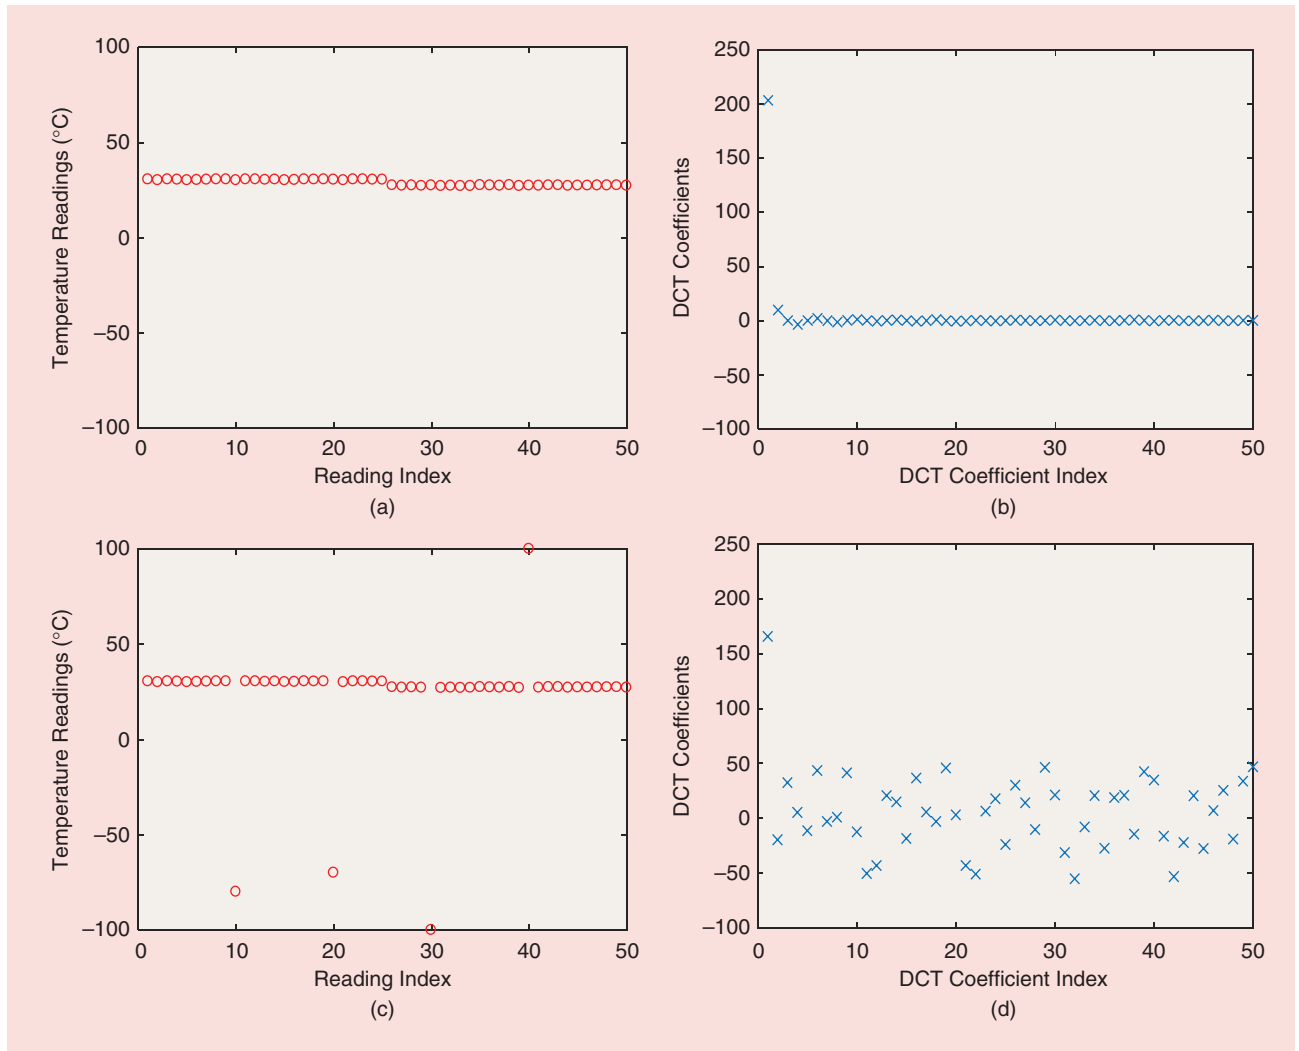 100
50
0
–50
–100
Temperature Readings (°C)
0 10 20 30 40 50
Reading Index
(a)
250
200
150
100
50
0
–50
–100
DCT Coefficients
0 10 20 30 40 50
DCT Coefficient Index
(b)
100
50
0
–50
–100
Temperature Readings (°C)
0 10 20 30 40 50
Reading Index
(c)
250
200
150
100
50
0
–50
–100
DCT Coefficients
0 10 20 30 40 50
DCT Coefficient Index
(d)